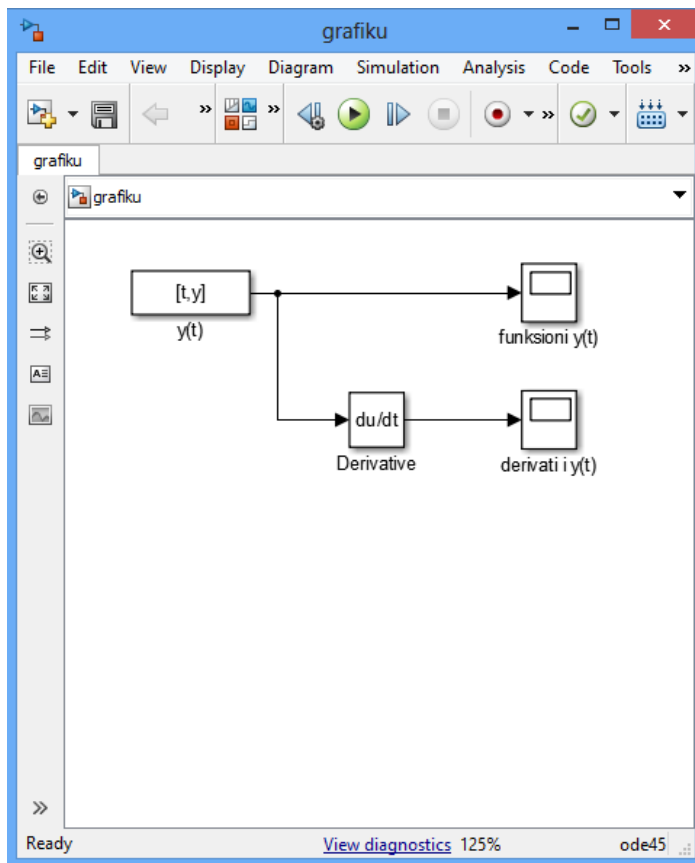 grafiku
File Edit View Display Diagram Simulation Analysis Code Tools »
grafiku
grafiku
[t,y]
y(t)
funksioni y(t)
du/dt
Derivative
derivati i y(t)
Ready View diagnostics 125% ode45